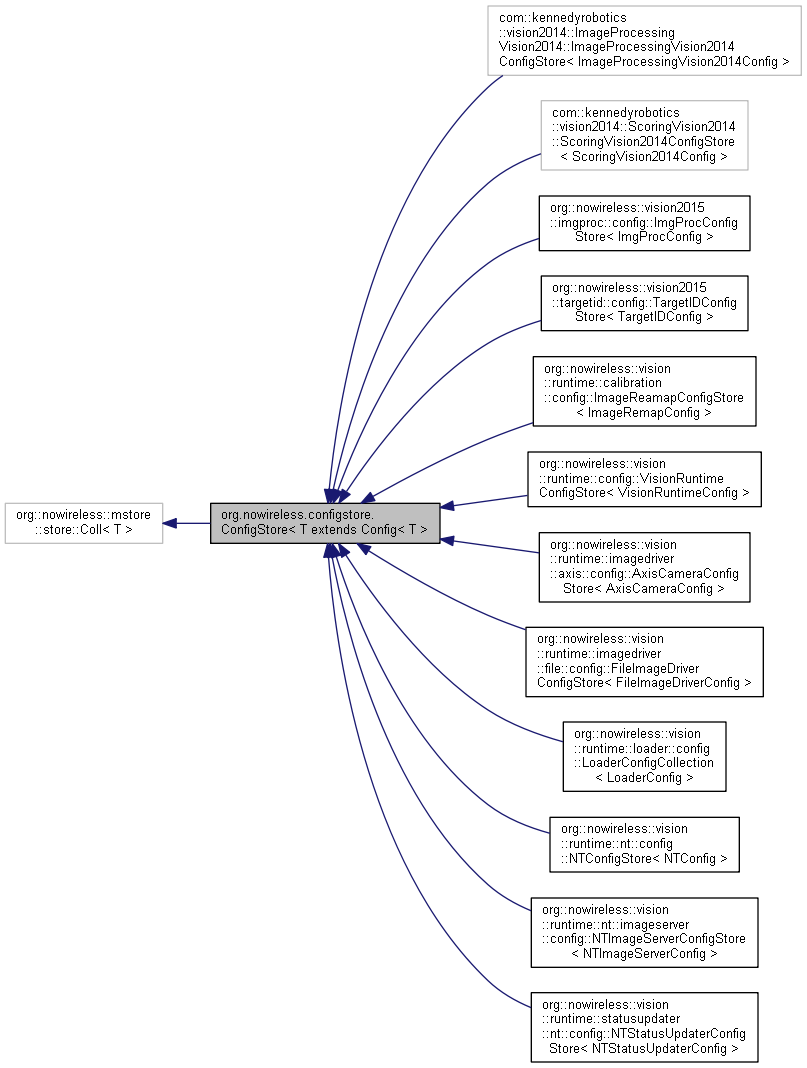 com::kennedyrobotics
::vision2014::ImageProcessing
Vision2014::ImageProcessingVision2014
ConfigStore< ImageProcessingVision2014Config >
com::kennedyrobotics
::vision2014::ScoringVision2014
::ScoringVision2014ConfigStore
< ScoringVision2014Config >
org::nowireless::vision2015
::imgproc::config::ImgProcConfig
Store< ImgProcConfig >
org::nowireless::vision2015
::targetid::config::TargetIDConfig
Store< TargetIDConfig >
org::nowireless::vision
::runtime::calibration
::config::ImageReamapConfigStore
< ImageRemapConfig >
org::nowireless::vision
::runtime::config::VisionRuntime
ConfigStore< VisionRuntimeConfig >
org::nowireless::mstore
::store::Coll< T >
org.nowireless.configstore.
ConfigStore< T extends Config< T >
org::nowireless::vision
::runtime::imagedriver
::axis::config::AxisCameraConfig
Store< AxisCameraConfig >
org::nowireless::vision
::runtime::imagedriver
::file::config::FileImageDriver
ConfigStore< FileImageDriverConfig >
org::nowireless::vision
::runtime::loader::config
::LoaderConfigCollection
< LoaderConfig >
org::nowireless::vision
::runtime::nt::config
::NTConfigStore< NTConfig >
org::nowireless::vision
::runtime::nt::imageserver
::config::NTImageServerConfigStore
< NTImageServerConfig >
org::nowireless::vision
::runtime::statusupdater
::nt::config::NTStatusUpdaterConfig
Store< NTStatusUpdaterConfig >